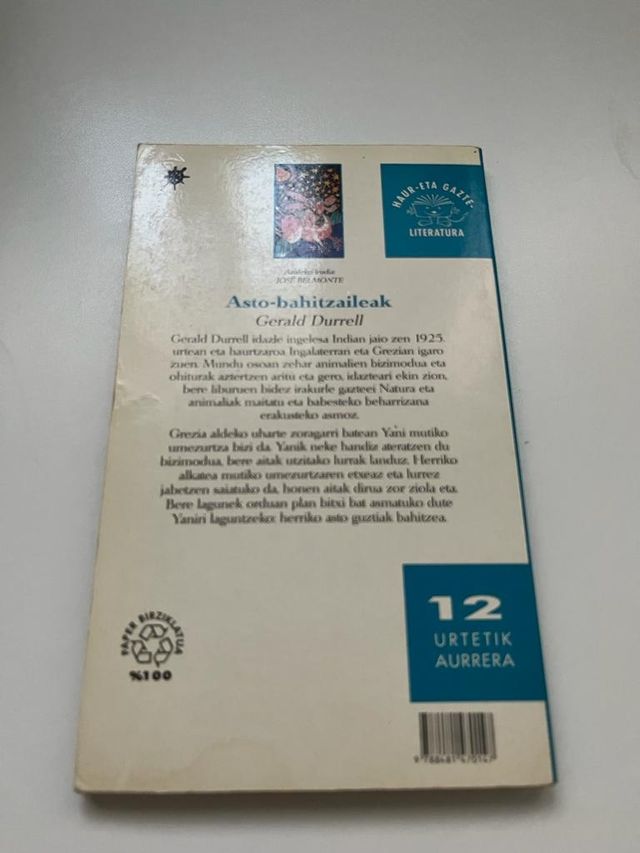 HAUR-ETA GAZTE-
LITERATURA
Azaleko irudia
JOSÉ BELMONTE
Asto-bahitzaileak
Gerald Durrell
Gerald Durrell idazle ingelesa Indian jaio zen 1925.
urtean eta haurtzaroa Ingalaterran eta Grezian igaro
zuen. Mundu osoan zehar animalien bizimodua eta
ohiturak aztertzen aritu eta gero, idazteari ekin zion,
bere liburuen bidez irakurle gazteei Natura eta
animaliak maitatu eta babesteko beharrizana
erakusteko asmoz.
Grezia aldeko uharte zoragarri batean Yani mutiko
umezurtza bizi da. Yanik neke handiz ateratzen du
bizimodua, bere aitak utzitako lurrak landuz. Herriko
alkatea mutiko umezurtzaren etxeaz eta lurrez
jabetzen saiatuko da, honen aitak dirua zor ziola eta.
Bere lagunek orduan plan bitxi bat asmatuko dute
Yaniri laguntzeko: herriko asto guztiak bahitzea.
PAPER BIRZIKLATUA
%100
12
URTETIK
AURRERA
9 788481 470147